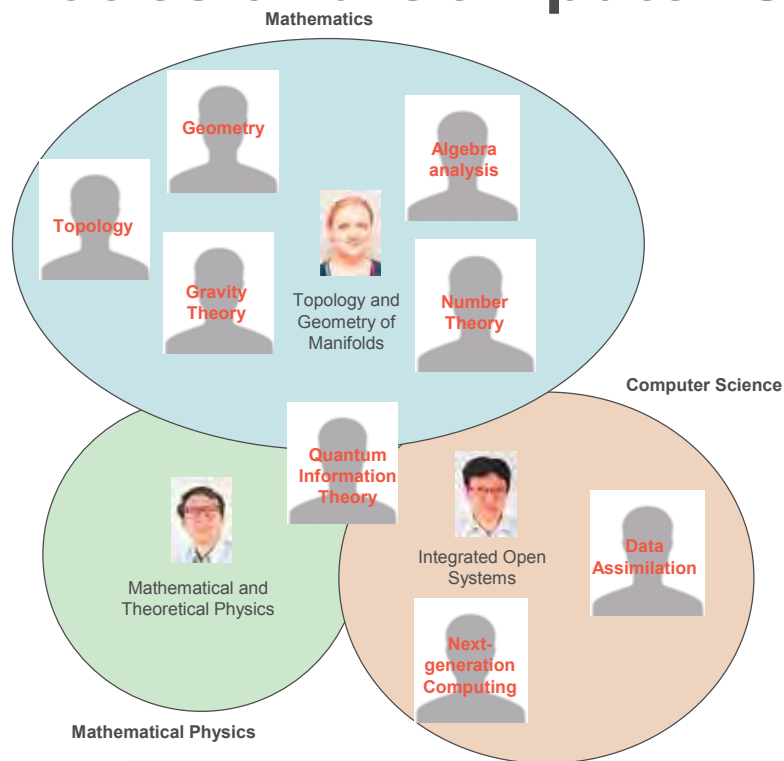 Mathematics
Geometry
Algebra
analysis
Topology
Gravity
Theory
Topology and
Geometry of
Manifolds
Number
Theory
Computer Science
Quantum
Information
Theory
Mathematical and
Theoretical Physics
Integrated Open
Systems
Data
Assimilation
Next-
generation
Computing
Mathematical Physics